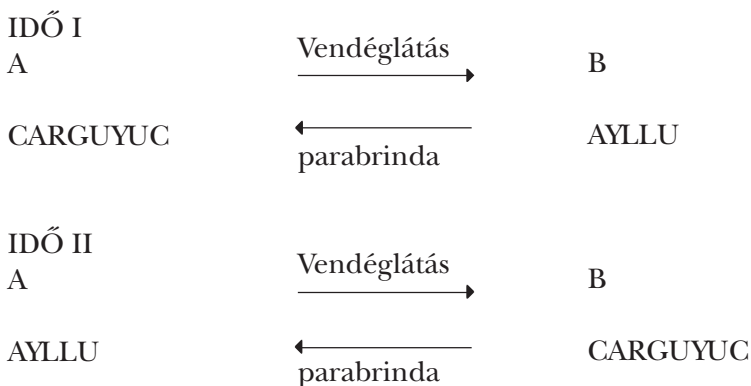 IDŐ I
A Vendéglátás B
CARGUYUC parabrinda AYLLU
IDŐ II
A Vendéglátás B
AYLLU parabrinda CARGUYUC